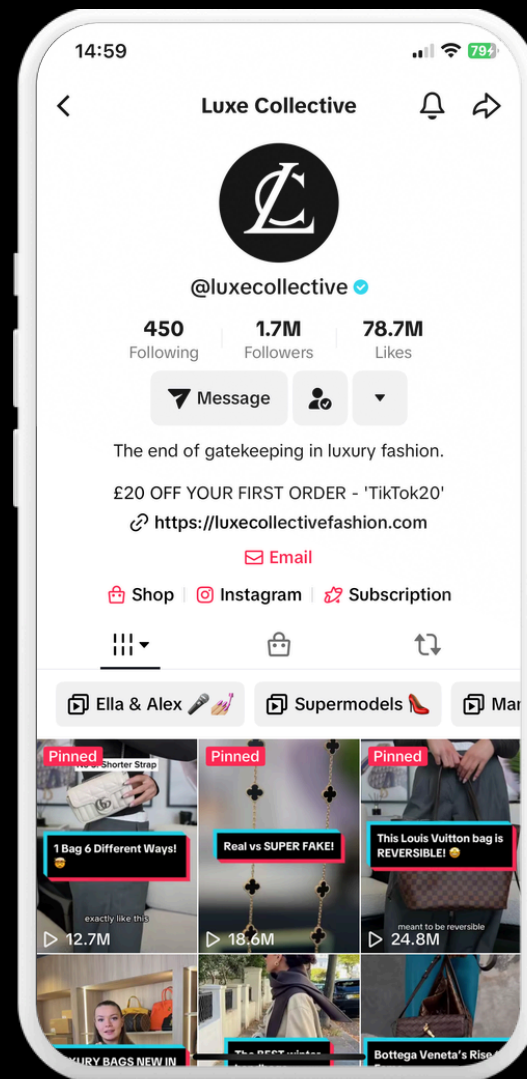 14:59
79
Luxe Collective
LC
@luxecollective
450
Following
1.7M
Followers
78.7M
Likes
Message
The end of gatekeeping in luxury fashion.
£20 OFF YOUR FIRST ORDER - 'TikTok20'
https://luxecollectivefashion.com
Email
Shop
Instagram
Subscription
Ella & Alex 🎤💅🏼
Supermodels 👠
Mar
Pinned
Shorter Strap
1 Bag 6 Different Ways!
🤯
exactly like this
12.7M
Pinned
Real vs SUPER FAKE!
18.6M
Pinned
This Louis Vuitton bag is
REVERSIBLE! 🤩
meant to be reversible
24.8M
BAGS NEW IN
The BEST winter
Bottega Veneta's Rise